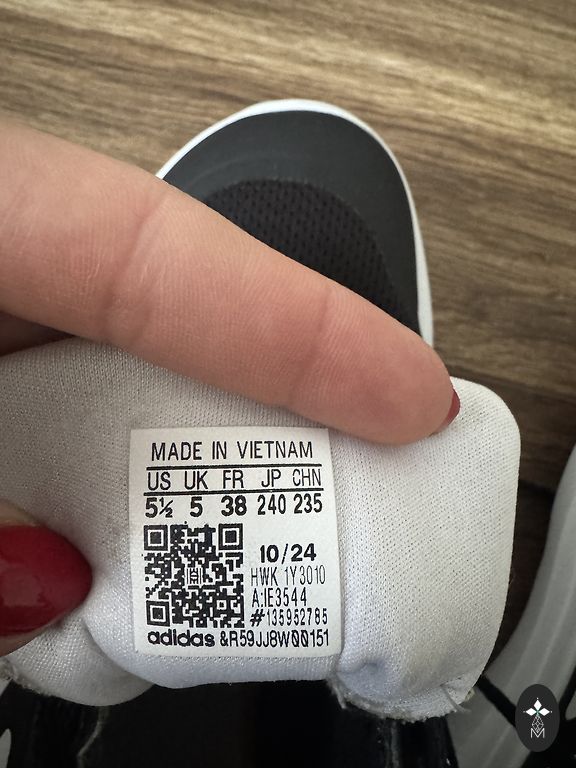 MADE IN VIETNAM
US UK FR JP CHN
5½ 5 38 240 235
10/24
HWK 1Y3010
A:IE3544
#135952785
adidas &R59JJ8W00151
M